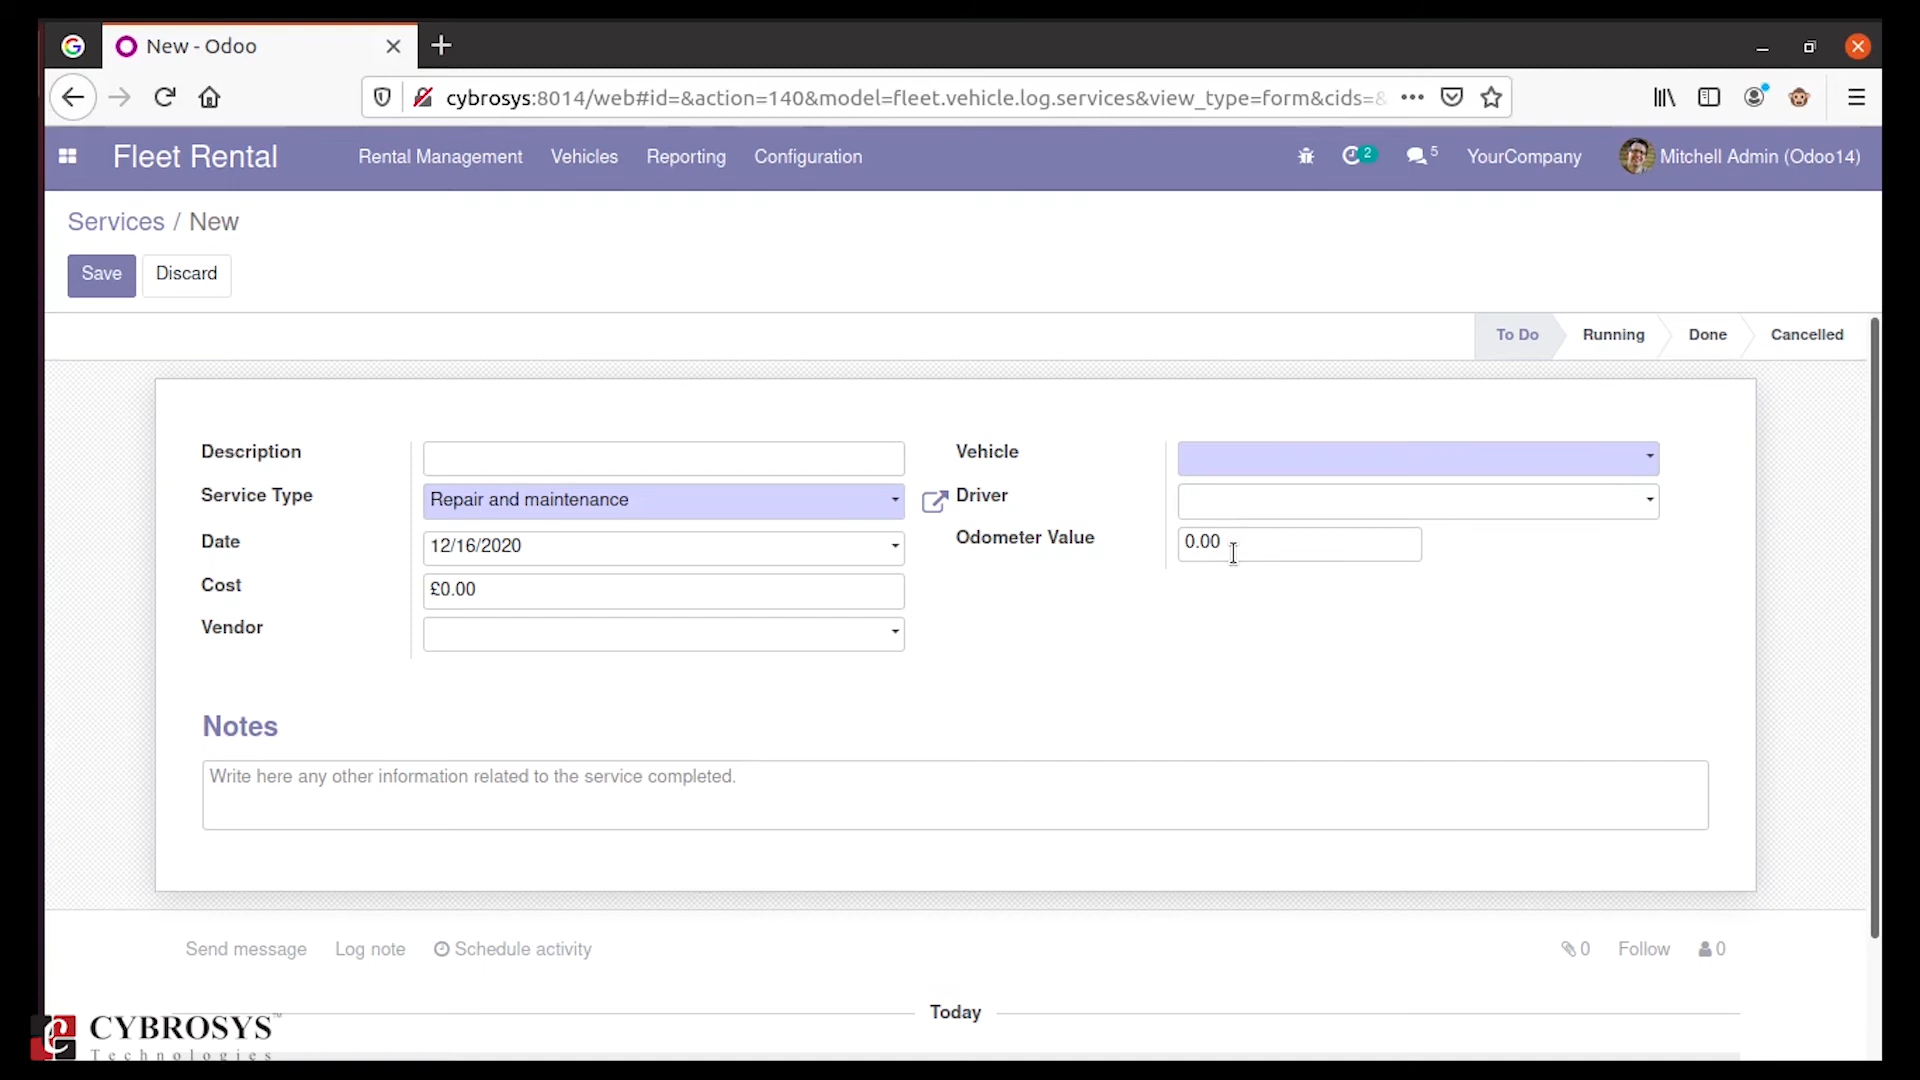 New - Odoo
cybrosys:8014/web#id=&action=140&model=fleet.vehicle.log.services&view_type=form&cids=&
Fleet Rental
Rental Management
Vehicles
Reporting
Configuration
2
5
YourCompany
Mitchell Admin (Odoo14)
Services / New
Save
Discard
To Do
Running
Done
Cancelled
Description
Vehicle
Service Type
Repair and maintenance
Driver
Date
12/16/2020
Odometer Value
0.00
Cost
£0.00
Vendor
Notes
Write here any other information related to the service completed.
Send message
Log note
Schedule activity
0
Follow
0
Today
CYBROSYS™
Technologies